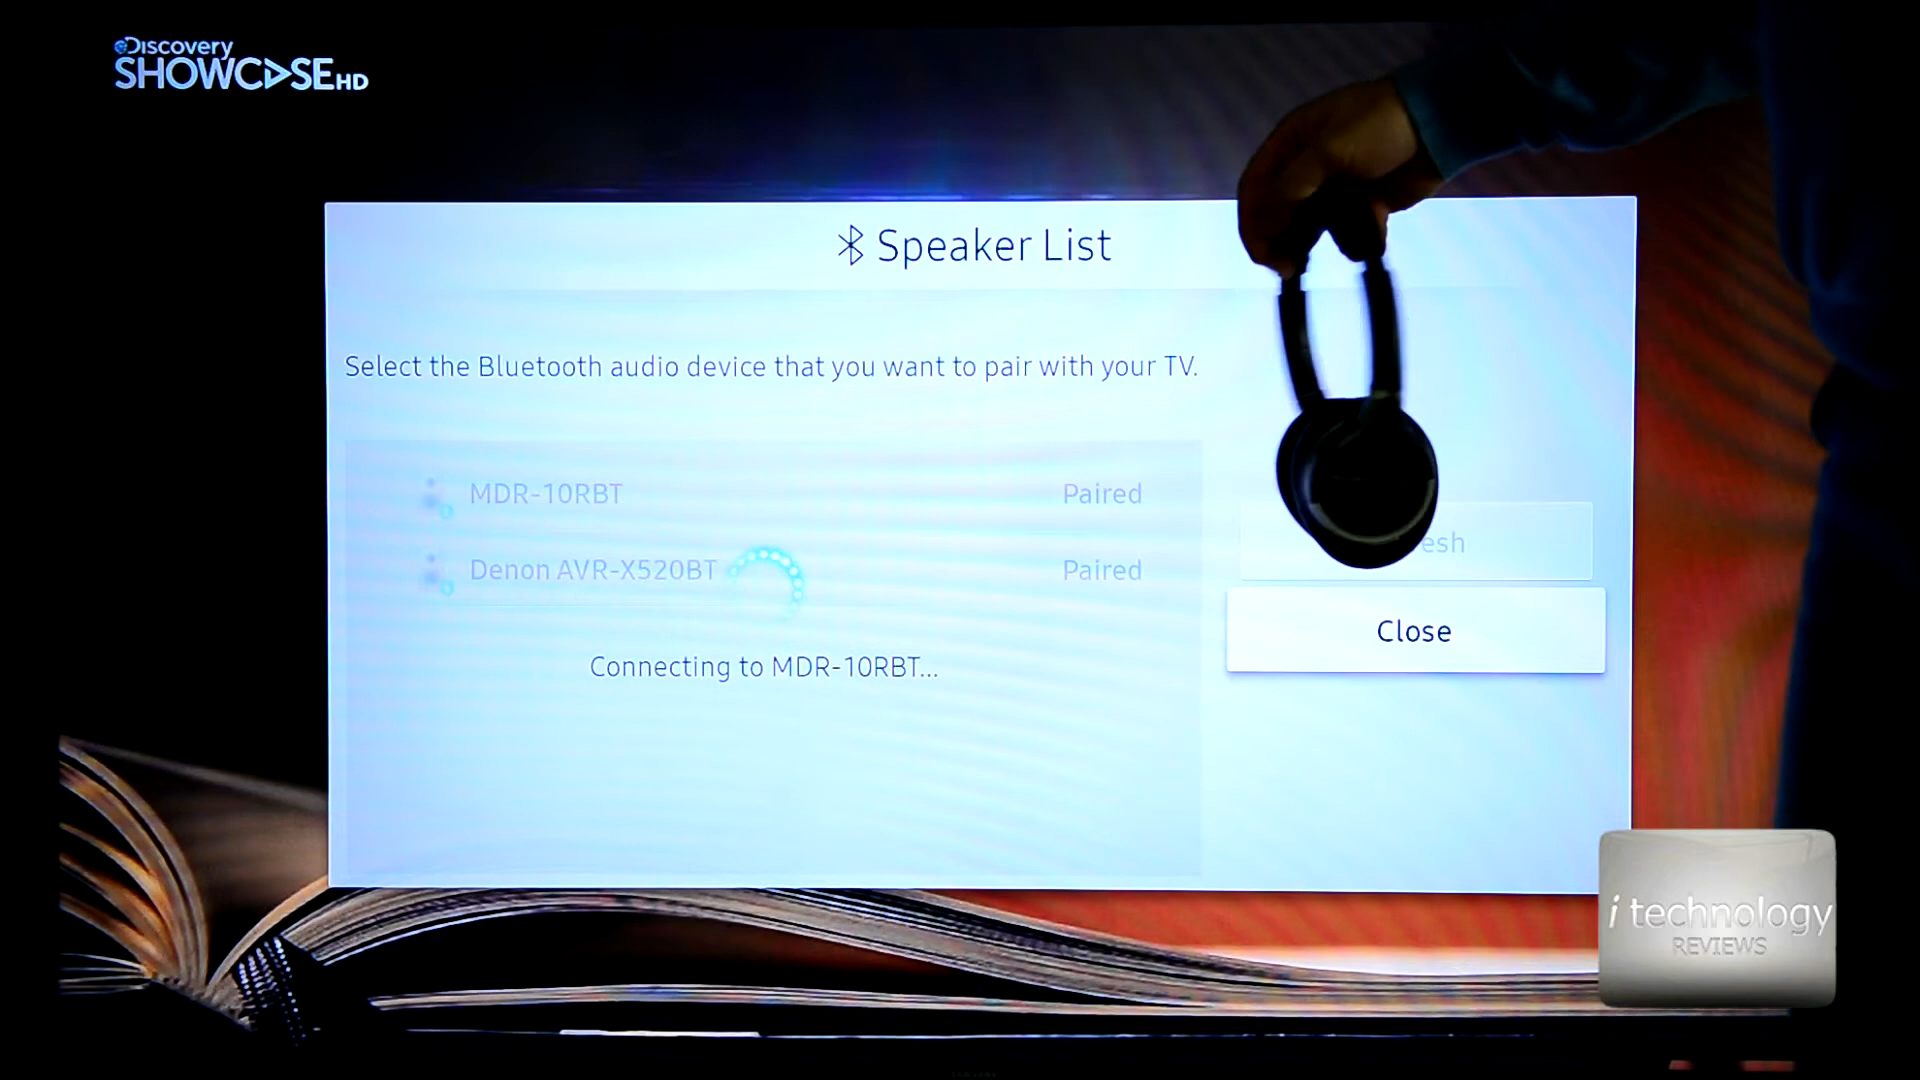 Discovery
SHOWCASE HD
Speaker List
Select the Bluetooth audio device that you want to pair with your TV.
MDR-10RBT Paired
Denon AVR-X520BT Paired
esh
Connecting to MDR-10RBT...
Close
i technology
REVIEWS